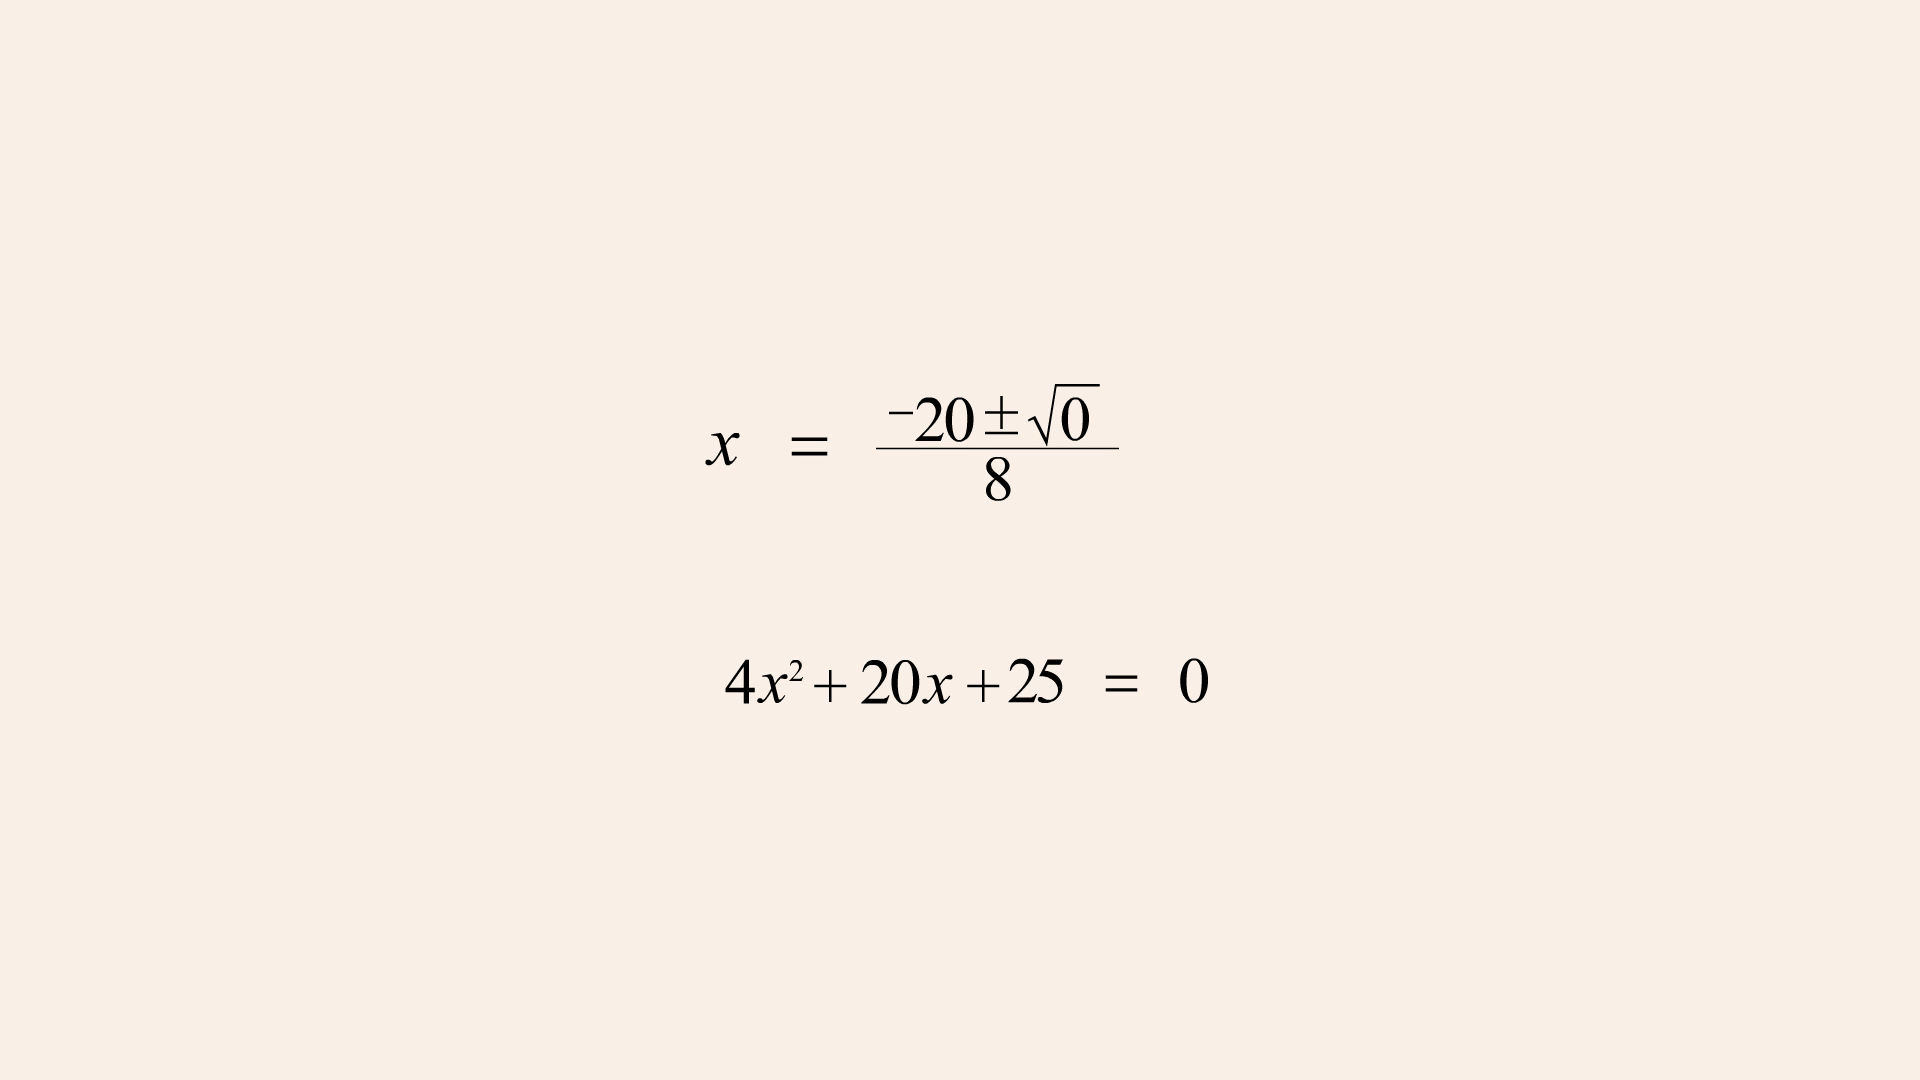 x = (−20 ± √0)/8
4x² + 20x + 25 = 0